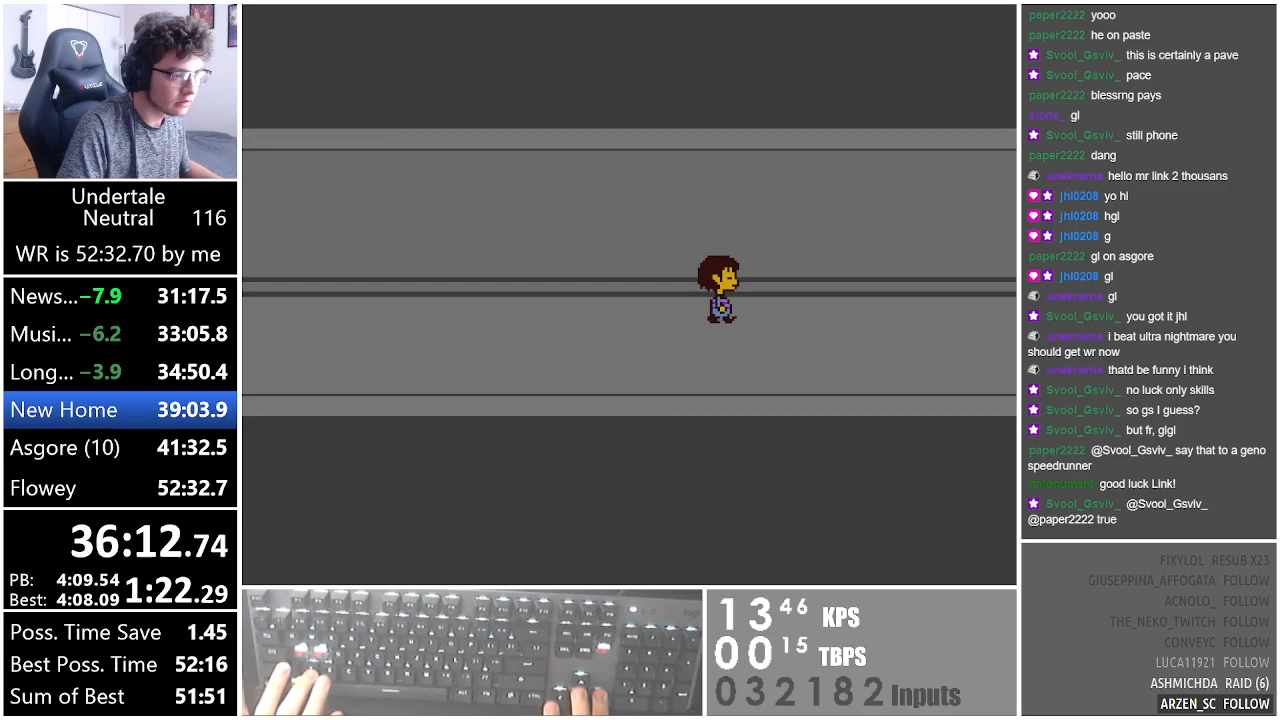 Undertale
Neutral 116
WR is 52:32.70 by me
News... −7.9 31:17.5
Musi... −6.2 33:05.8
Long... −3.9 34:50.4
New Home 39:03.9
Asgore (10) 41:32.5
Flowey 52:32.7
36:12.74
PB: 4:09.54
Best: 4:08.09 1:22.29
Poss. Time Save 1.45
Best Poss. Time 52:16
Sum of Best 51:51
13 46 KPS
00 15 TBPS
032182 Inputs
paper2222 yooo
paper2222 he on paste
Svool_Gsviv_ this is certainly a pave
Svool_Gsviv_ pace
paper2222 blessrng pays
gl
Svool_Gsviv_ still phone
paper2222 dang
hello mr link 2 thousans
jhl0208 yo hl
jhl0208 hgl
jhl0208 g
paper2222 gl on asgore
jhl0208 gl
gl
Svool_Gsviv_ you got it jhl
i beat ultra nightmare you
should get wr now
thatd be funny i think
Svool_Gsviv_ no luck only skills
Svool_Gsviv_ so gs I guess?
Svool_Gsviv_ but fr, glgl
paper2222 @Svool_Gsviv_ say that to a geno
speedrunner
good luck Link!
Svool_Gsviv_ @Svool_Gsviv_
@paper2222 true
FIXYLOL RESUB X23
GIUSEPPINA_AFFOGATA FOLLOW
ACNOLO_ FOLLOW
THE_NEKO_TWITCH FOLLOW
CONVEYC FOLLOW
LUCA11921 FOLLOW
ASHMICHDA RAID (6)
ARZEN_SC FOLLOW